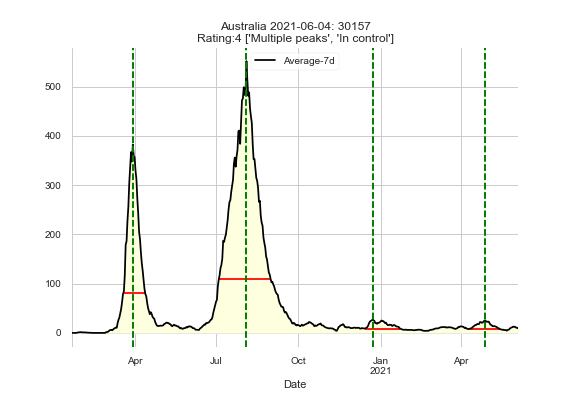 Australia 2021-06-04: 30157
Rating:4 ['Multiple peaks', 'In control']
Average-7d
500
400
300
200
100
0
Apr Jul Oct Jan Apr
2021
Date